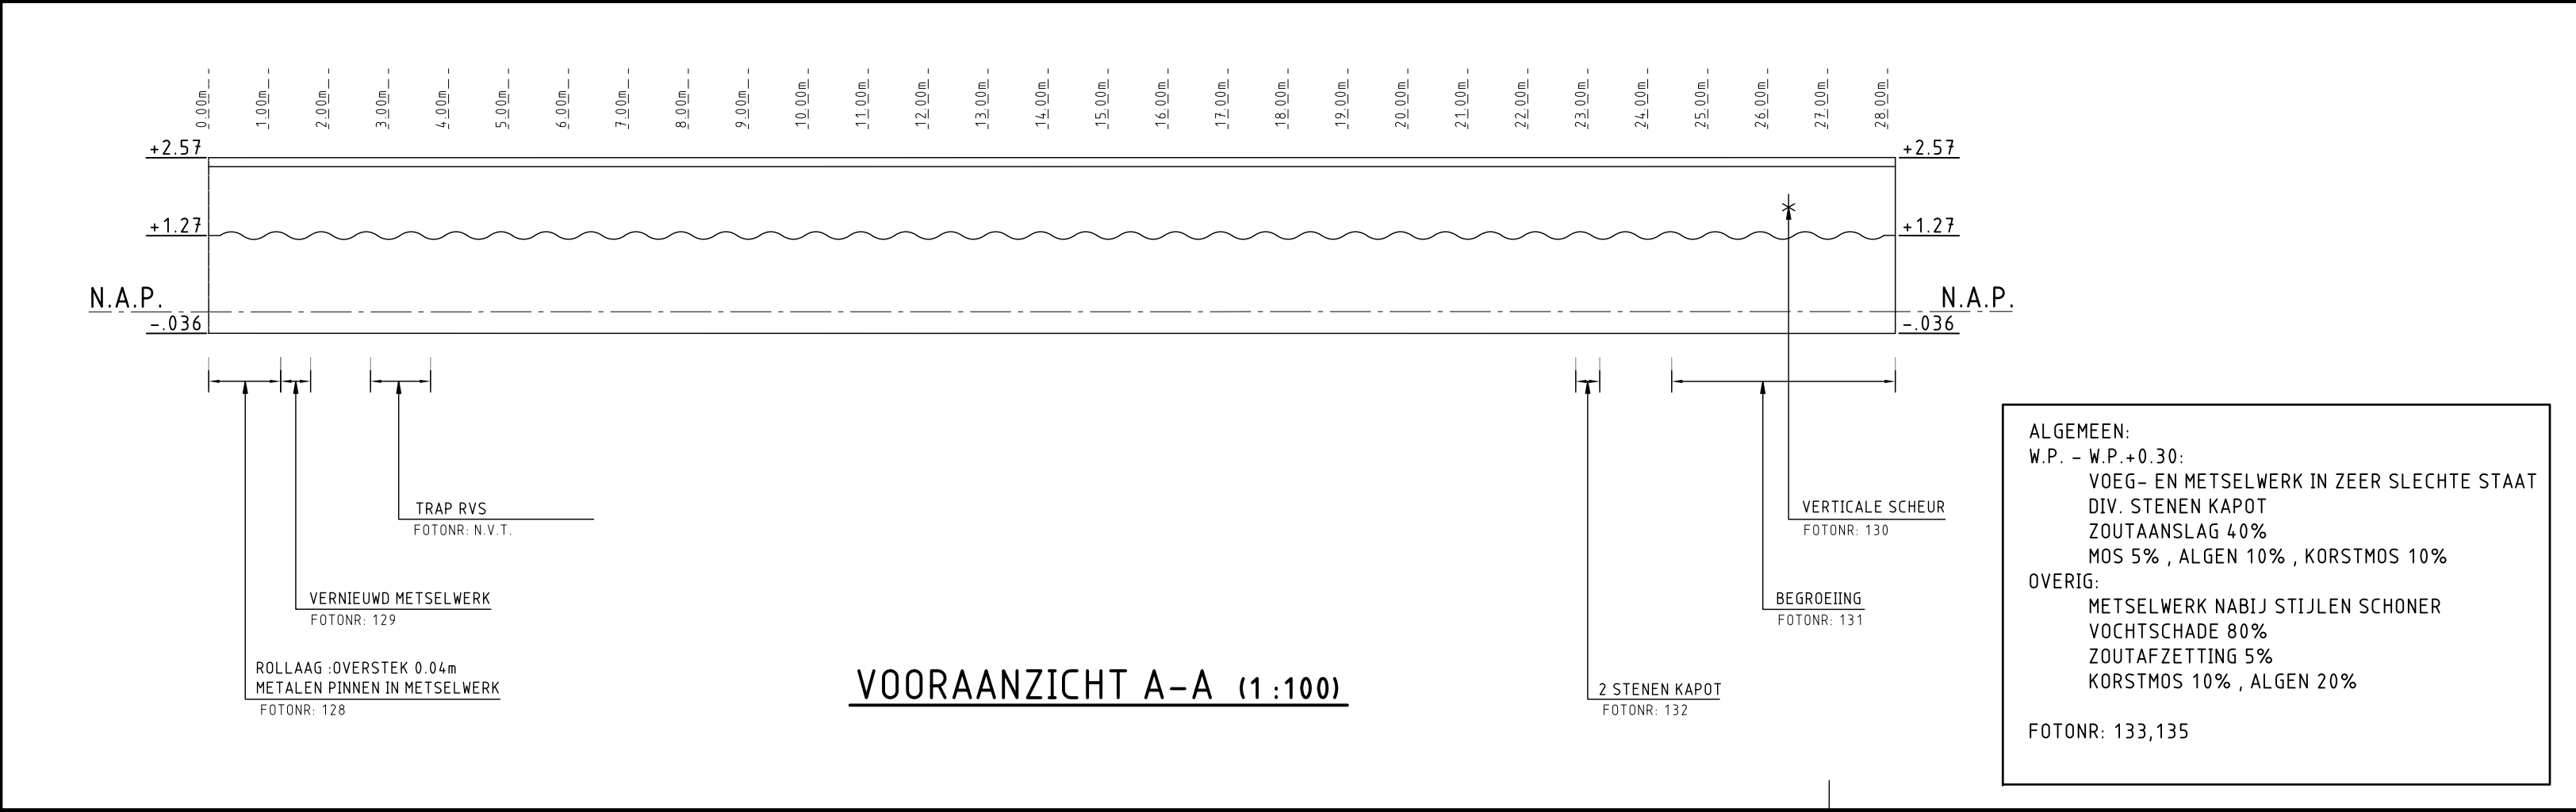 0.00m
1.00m
2.00m
3.00m
4.00m
5.00m
6.00m
7.00m
8.00m
9.00m
10.00m
11.00m
12.00m
13.00m
14.00m
15.00m
16.00m
17.00m
18.00m
19.00m
20.00m
21.00m
22.00m
23.00m
24.00m
25.00m
26.00m
27.00m
28.00m
+2.57
+2.57
+1.27
+1.27
N.A.P.
N.A.P.
-.036
-.036
TRAP RVS
FOTONR: N.V.T.
VERNIEUWD METSELWERK
FOTONR: 129
ROLLAAG :OVERSTEK 0.04m
METALEN PINNEN IN METSELWERK
FOTONR: 128
VOORAANZICHT A-A (1:100)
VERTICALE SCHEUR
FOTONR: 130
BEGROEIING
FOTONR: 131
2 STENEN KAPOT
FOTONR: 132
ALGEMEEN:
W.P. - W.P.+0.30:
VOEG- EN METSELWERK IN ZEER SLECHTE STAAT
DIV. STENEN KAPOT
ZOUTAANSLAG 40%
MOS 5% , ALGEN 10% , KORSTMOS 10%
OVERIG:
METSELWERK NABIJ STIJLEN SCHONER
VOCHTSCHADE 80%
ZOUTAFZETTING 5%
KORSTMOS 10% , ALGEN 20%
FOTONR: 133,135